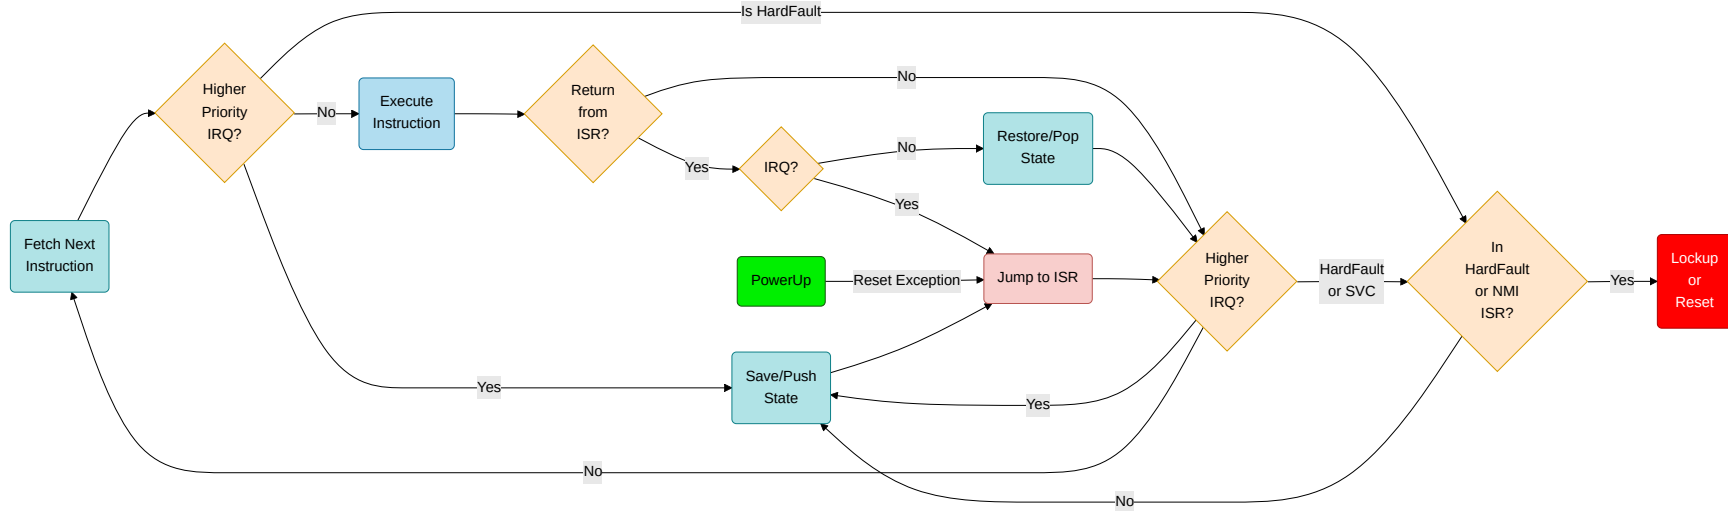 Is HardFault
Higher
Priority
IRQ?
No
Execute
Instruction
Return
from
ISR?
No
Yes
IRQ?
No
Restore/Pop
State
Yes
Fetch Next
Instruction
PowerUp
Reset Exception
Jump to ISR
Higher
Priority
IRQ?
HardFault
or SVC
In
HardFault
or NMI
ISR?
Yes
Lockup
or
Reset
Yes
Save/Push
State
Yes
No
No